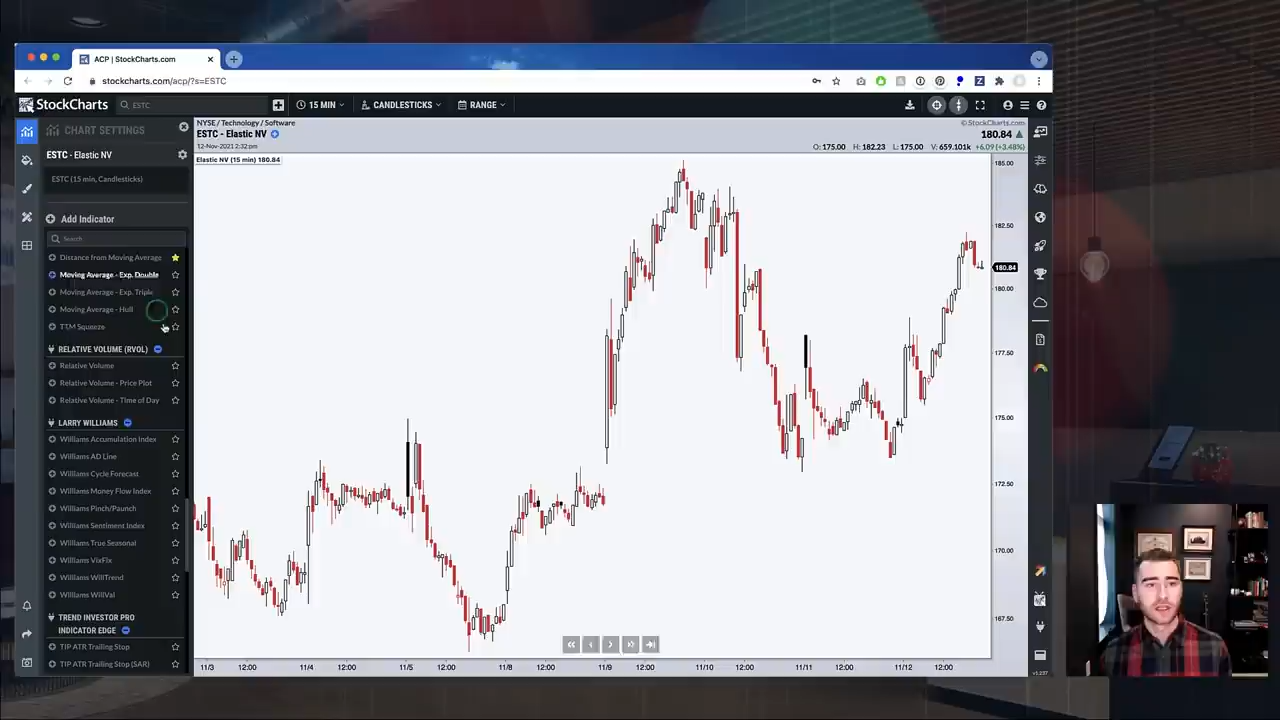 ACP | StockCharts.com
stockcharts.com/acp/?s=ESTC
StockCharts
ESTC
15 MIN
CANDLESTICKS
RANGE
CHART SETTINGS
ESTC - Elastic NV
ESTC (15 min, Candlesticks)
Add Indicator
Search
Distance from Moving Average
Moving Average - Exp. Double
Moving Average - Exp. Triple
Moving Average - Hull
TTM Squeeze
RELATIVE VOLUME (RVOL)
Relative Volume
Relative Volume - Price Plot
Relative Volume - Time of Day
LARRY WILLIAMS
Williams Accumulation Index
Williams AD Line
Williams Cycle Forecast
Williams Money Flow Index
Williams Pinch/Paunch
Williams Sentiment Index
Williams True Seasonal
Williams VixFix
Williams WillTrend
Williams WillVal
TREND INVESTOR PRO
INDICATOR EDGE
TIP ATR Trailing Stop
TIP ATR Trailing Stop (SAR)
NYSE / Technology / Software
© StockCharts.com
ESTC - Elastic NV
180.84
12-Nov-2021 2:32pm
O: 175.00 H: 182.23 L: 175.00 V: 659.101k +6.09 (+3.48%)
Elastic NV (15 min) 180.84
185.00
182.50
180.84
180.00
177.50
175.00
172.50
170.00
167.50
11/3 12:00 11/4 12:00 11/5 12:00 11/8 12:00 11/9 12:00 11/10 12:00 11/11 12:00 11/12 12:00
v1.237